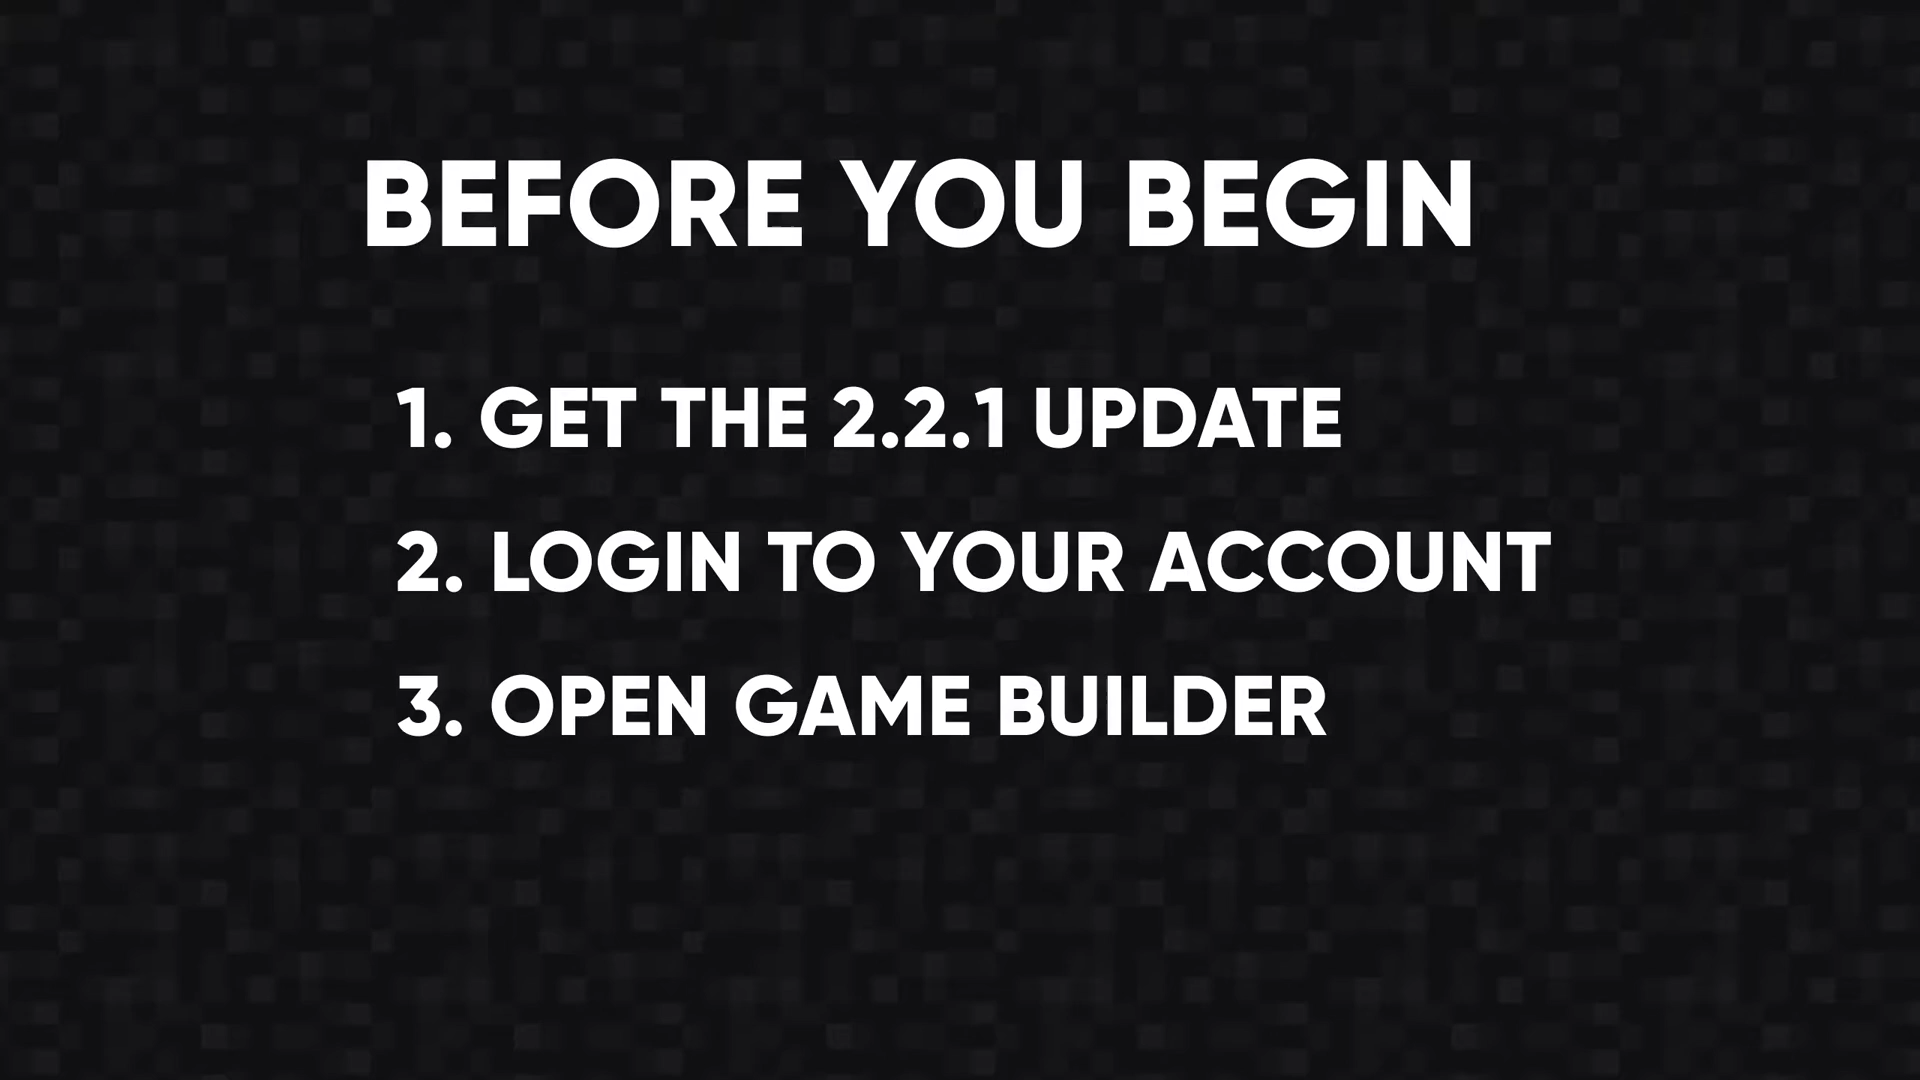 BEFORE YOU BEGIN
1. GET THE 2.2.1 UPDATE
2. LOGIN TO YOUR ACCOUNT
3. OPEN GAME BUILDER